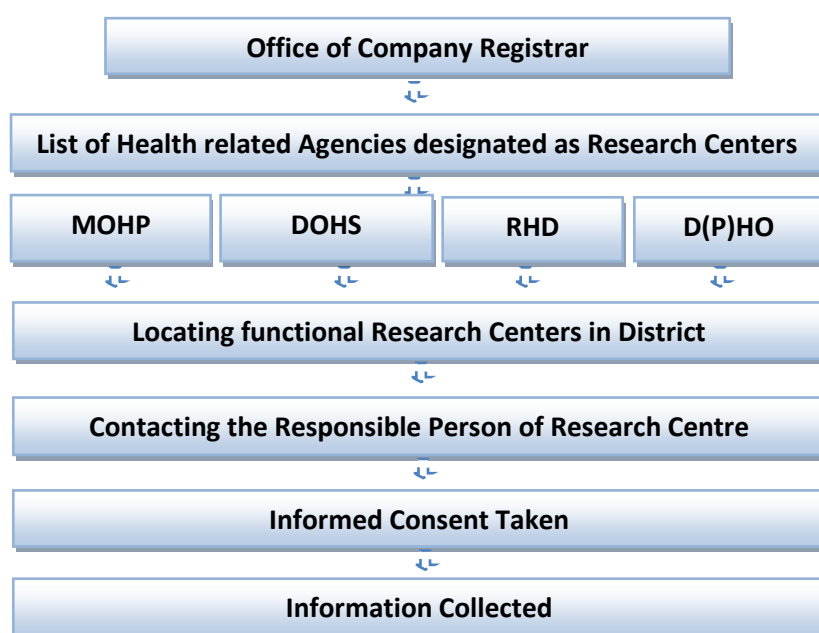 Office of Company Registrar
List of Health related Agencies designated as Research Centers
MOHP DOHS RHD D(P)HO
Locating functional Research Centers in District
Contacting the Responsible Person of Research Centre
Informed Consent Taken
Information Collected